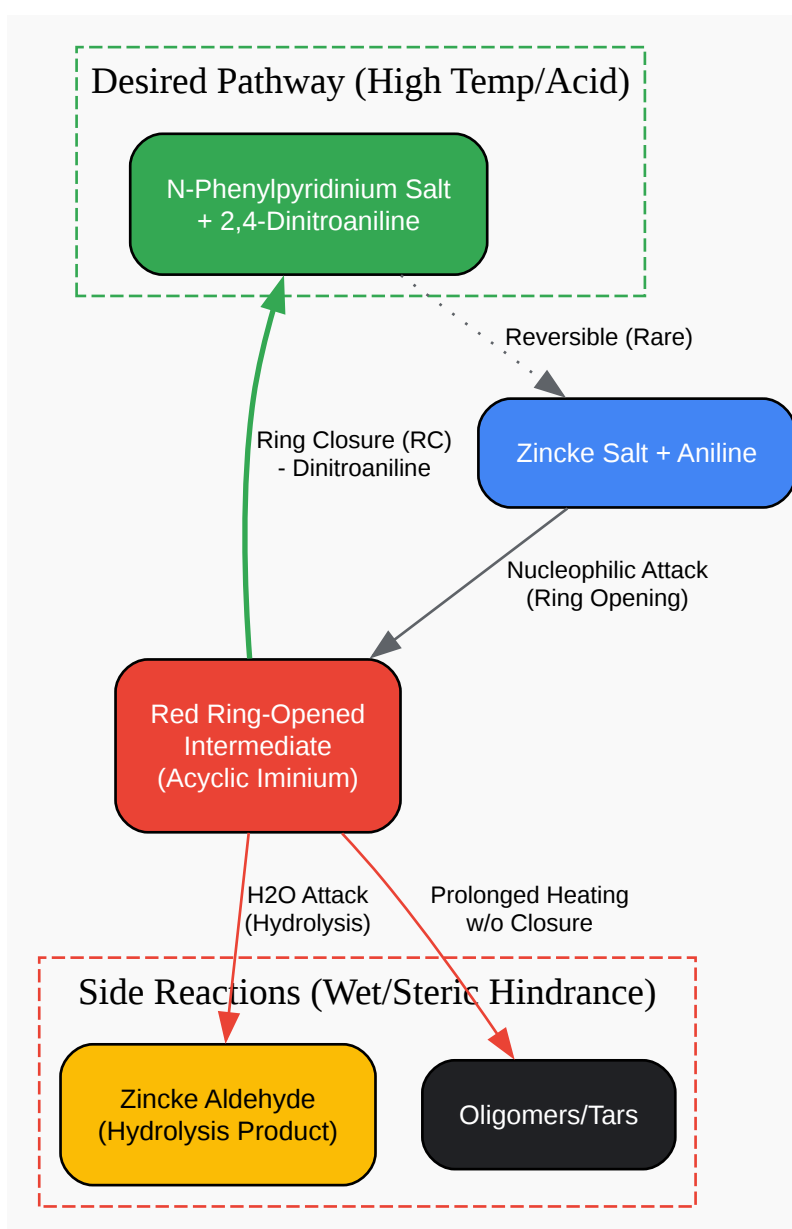 Desired Pathway (High Temp/Acid)
N-Phenylpyridinium Salt
+ 2,4-Dinitroaniline
Reversible (Rare)
Ring Closure (RC)
- Dinitroaniline
Zincke Salt + Aniline
Nucleophilic Attack
(Ring Opening)
Red Ring-Opened
Intermediate
(Acyclic Iminium)
H2O Attack
(Hydrolysis)
Prolonged Heating
w/o Closure
Side Reactions (Wet/Steric Hindrance)
Zincke Aldehyde
(Hydrolysis Product)
Oligomers/Tars